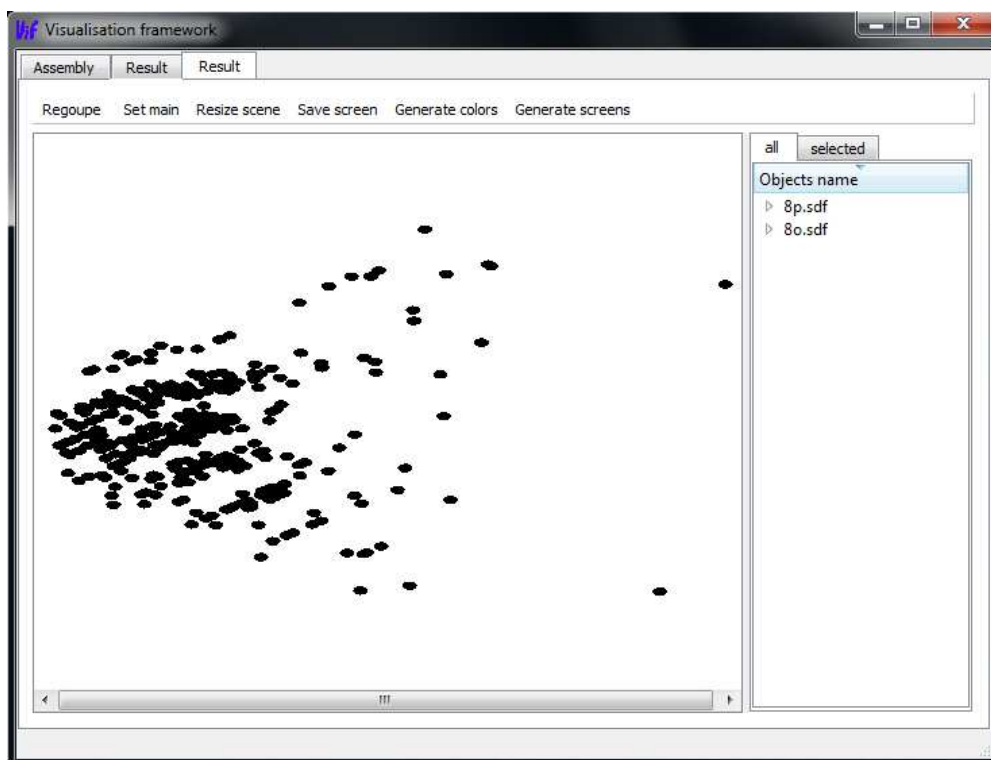 ViF Visualisation framework
Assembly Result Result
Regoupe Set main Resize scene Save screen Generate colors Generate screens
all selected
Objects name
8p.sdf
8o.sdf